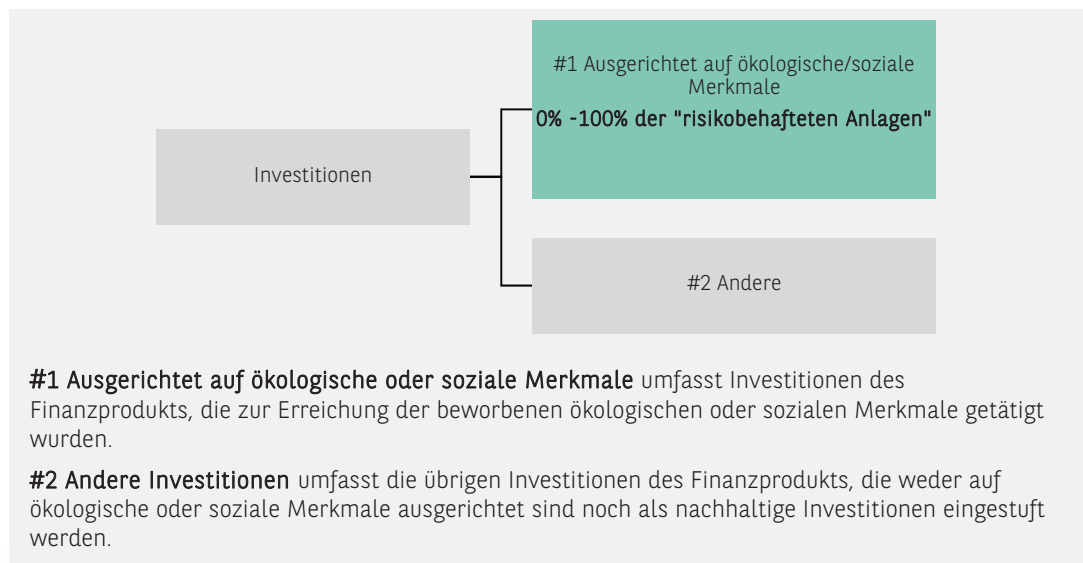 #1 Ausgerichtet auf ökologische/soziale
Merkmale
0% -100% der "risikobehafteten Anlagen"
Investitionen
#2 Andere
#1 Ausgerichtet auf ökologische oder soziale Merkmale umfasst Investitionen des
Finanzprodukts, die zur Erreichung der beworbenen ökologischen oder sozialen Merkmale getätigt
wurden.
#2 Andere Investitionen umfasst die übrigen Investitionen des Finanzprodukts, die weder auf
ökologische oder soziale Merkmale ausgerichtet sind noch als nachhaltige Investitionen eingestuft
werden.